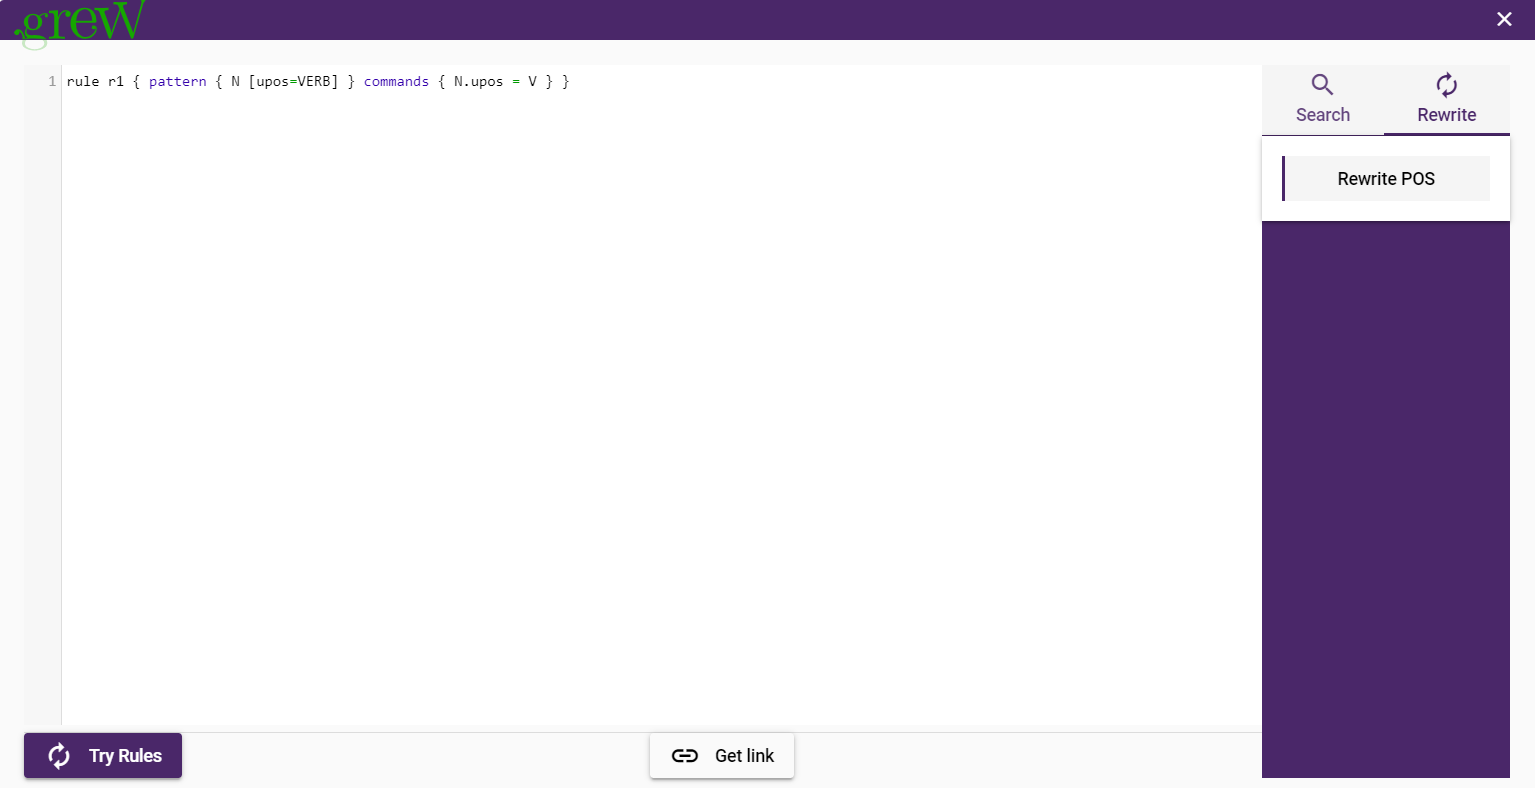 .grew
1 rule r1 { pattern { N [upos=VERB] } commands { N.upos = V } }
Search
Rewrite
Rewrite POS
Try Rules
Get link